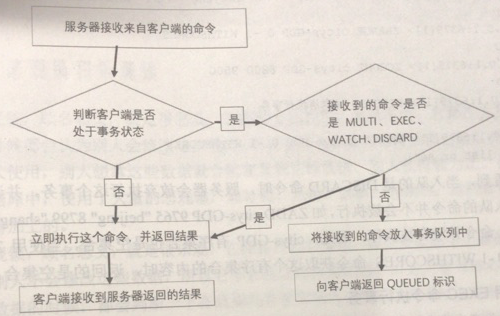 服务器接收来自客户端的命令
判断客户端是否
处于事务状态
是
接收到的命令是否
是 MULTI、EXEC、
WATCH、DISCARD
否
是
否
立即执行这个命令，并返回结果
将接收到的命令放入事务队列中
客户端接收到服务器返回的结果
向客户端返回 QUEUED 标识